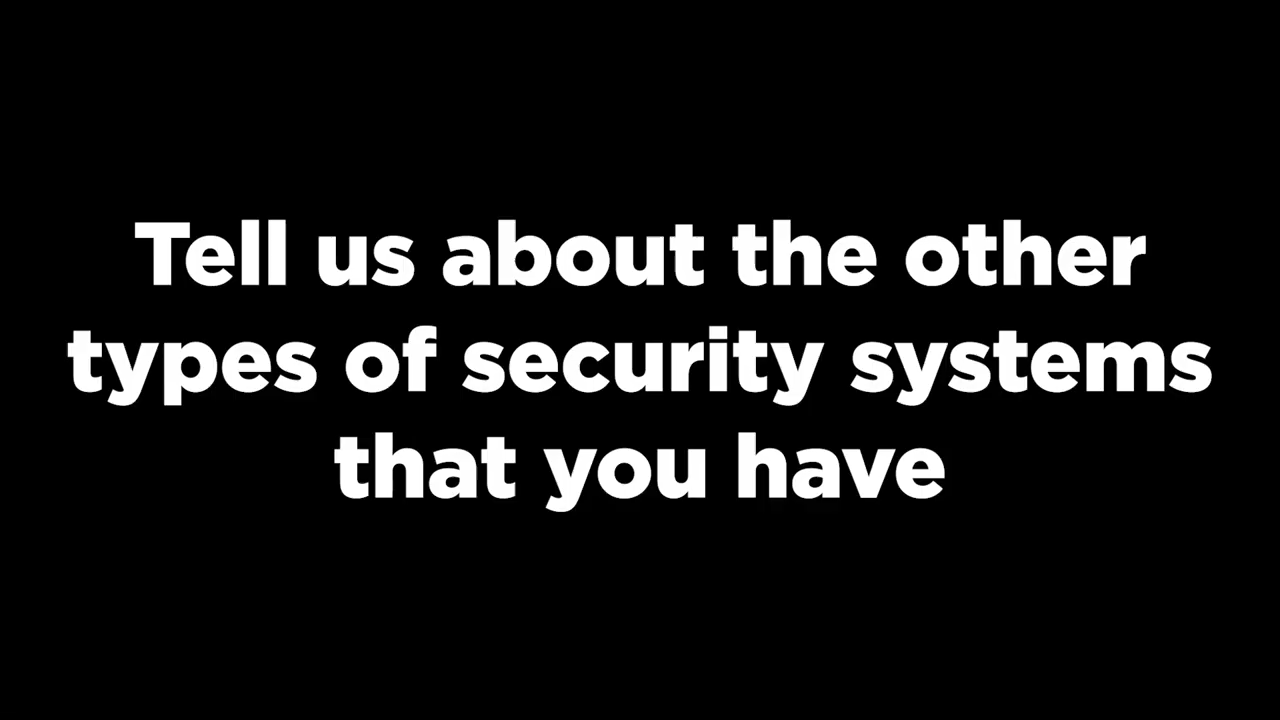 Tell us about the other
types of security systems
that you have